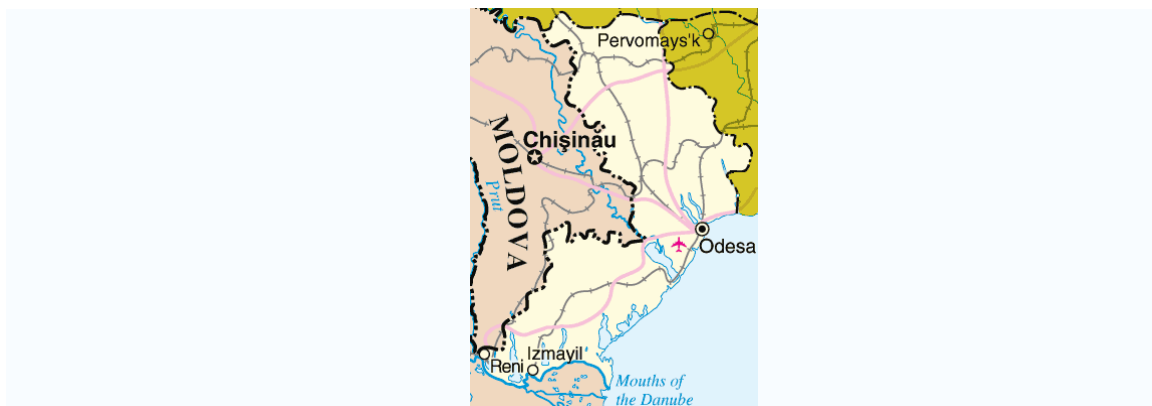 Pervomays'k
Chişinău
MOLDOVA
Prut
Odesa
Izmayil
Reni
Mouths of
the Danube